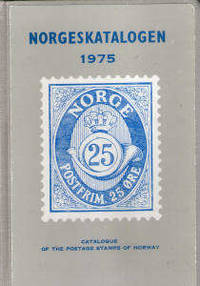 NORGESKATALOGEN
1975
NORGE
25
POSTFRIM. 25 ØRE
CATALOGUE
OF THE POSTAGE STAMPS OF NORWAY